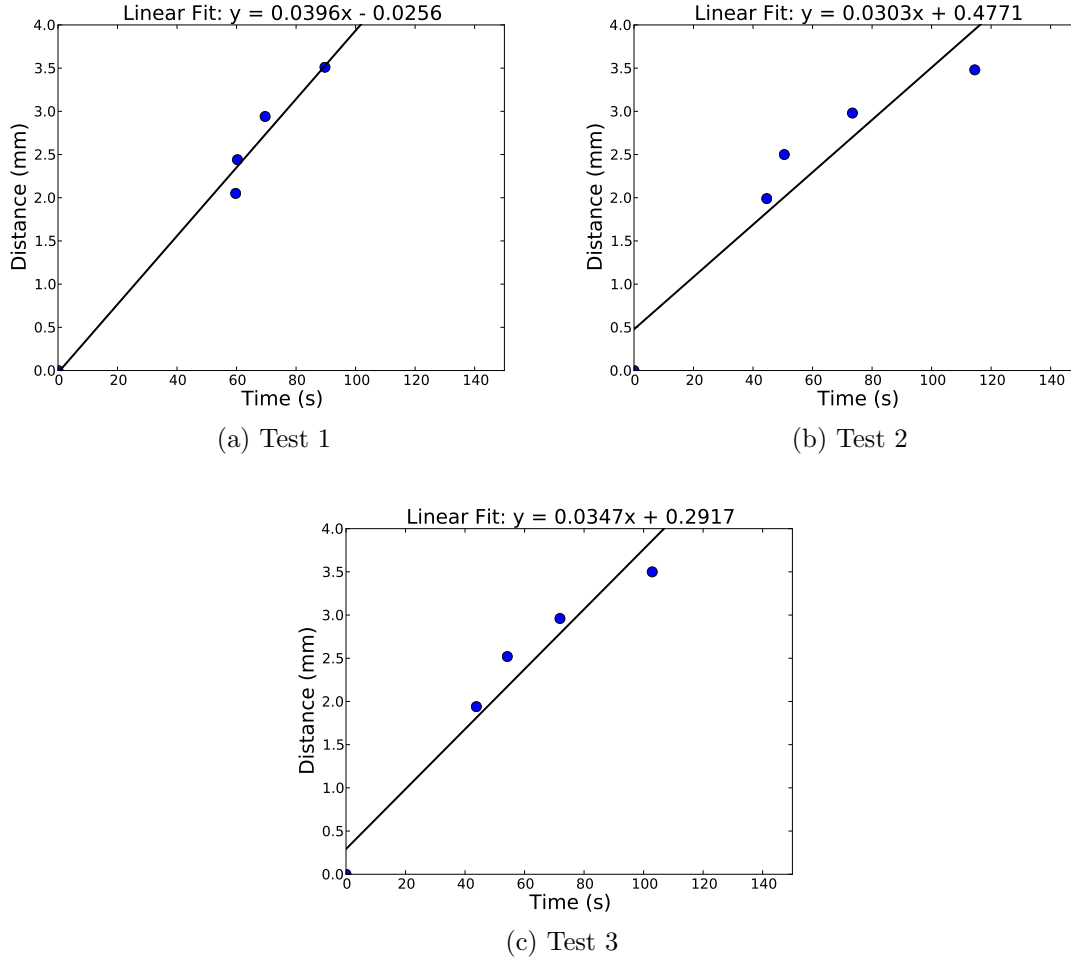 Linear Fit: y = 0.0396x - 0.0256
4.0
3.5
3.0
2.5
2.0
1.5
1.0
0.5
0.0
Distance (mm)
0 20 40 60 80 100 120 140
Time (s)
(a) Test 1
Linear Fit: y = 0.0303x + 0.4771
4.0
3.5
3.0
2.5
2.0
1.5
1.0
0.5
0.0
Distance (mm)
0 20 40 60 80 100 120 140
Time (s)
(b) Test 2
Linear Fit: y = 0.0347x + 0.2917
4.0
3.5
3.0
2.5
2.0
1.5
1.0
0.5
0.0
Distance (mm)
0 20 40 60 80 100 120 140
Time (s)
(c) Test 3